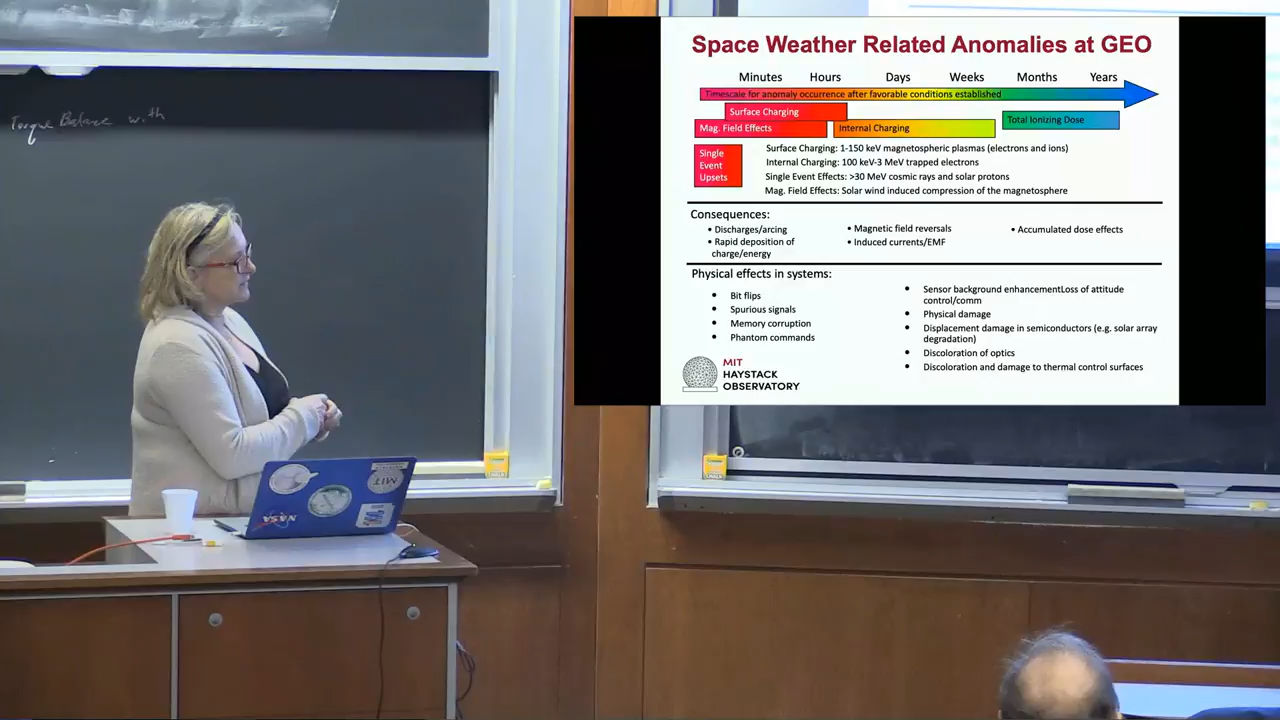 Torque with
Space Weather Related Anomalies at GEO
Minutes Hours Days Weeks Months Years
Timescale for anomaly occurrence after favorable conditions established
Surface Charging
Mag. Field Effects
Internal Charging
Total Ionizing Dose
Single
Event
Upsets
Surface Charging: 1-150 keV magnetospheric plasmas (electrons and ions)
Internal Charging: 100 keV-3 MeV trapped electrons
Single Event Effects: >30 MeV cosmic rays and solar protons
Mag. Field Effects: Solar wind induced compression of the magnetosphere
Consequences:
• Discharges/arcing
• Rapid deposition of
charge/energy
• Magnetic field reversals
• Induced currents/EMF
• Accumulated dose effects
Physical effects in systems:
• Bit flips
• Spurious signals
• Memory corruption
• Phantom commands
• Sensor background enhancementLoss of attitude
control/comm
• Physical damage
• Displacement damage in semiconductors (e.g. solar array
degradation)
• Discoloration of optics
• Discoloration and damage to thermal control surfaces
MIT
HAYSTACK
OBSERVATORY
MIT
NASA